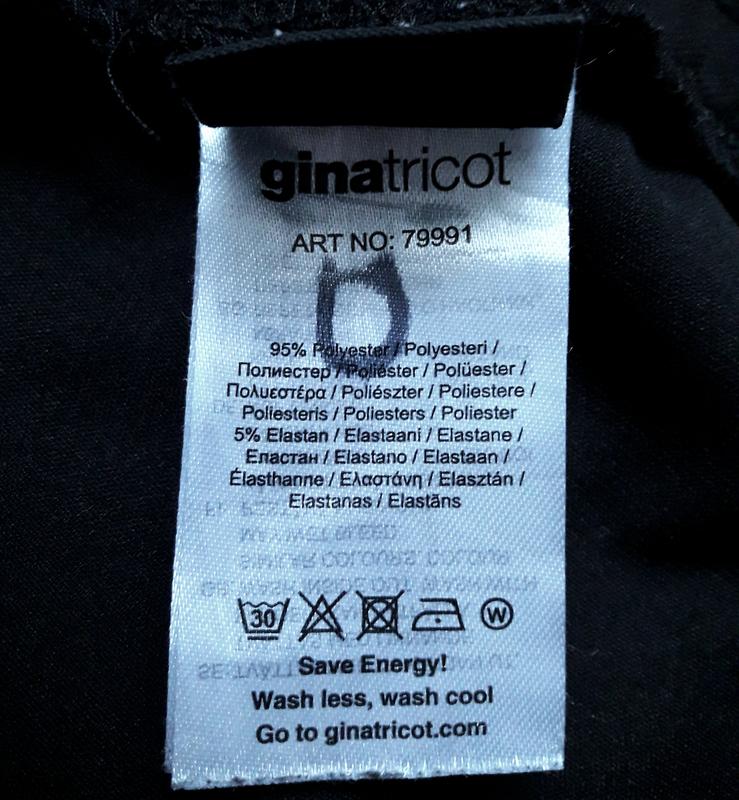 ginatricot
ART NO: 79991
95% Polyester / Polyesteri /
Полиестер / Poliéster / Polüester /
Πολυεστέρα / Poliészter / Poliestere /
Poliesteris / Poliesters / Poliester
5% Elastan / Elastaani / Elastane /
Еластан / Elastano / Elastaan /
Élasthanne / Ελαστάνη / Elasztán /
Elastanas / Elastāns
30 W
Save Energy!
Wash less, wash cool
Go to ginatricot.com